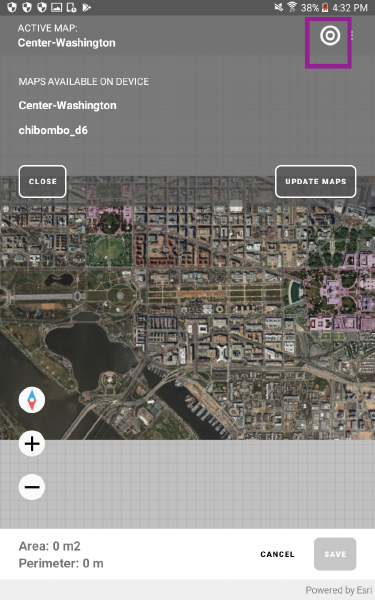 38% 4:32 PM
ACTIVE MAP:
Center-Washington
MAPS AVAILABLE ON DEVICE
Center-Washington
chibombo_d6
CLOSE UPDATE MAPS
Area: 0 m2
Perimeter: 0 m
CANCEL SAVE
Powered by Esri